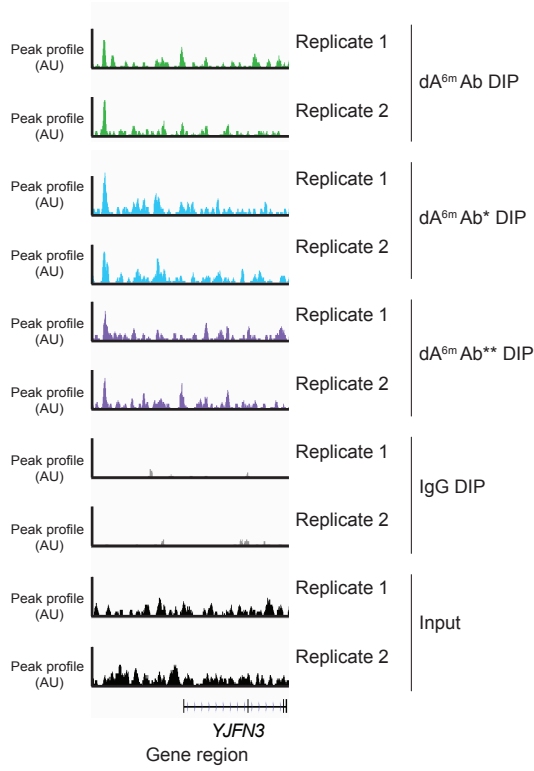 Peak profile
(AU)
Replicate 1
Peak profile
(AU)
Replicate 2
dA⁶ᵐ Ab DIP
Peak profile
(AU)
Replicate 1
Peak profile
(AU)
Replicate 2
dA⁶ᵐ Ab* DIP
Peak profile
(AU)
Replicate 1
Peak profile
(AU)
Replicate 2
dA⁶ᵐ Ab** DIP
Peak profile
(AU)
Replicate 1
Peak profile
(AU)
Replicate 2
IgG DIP
Peak profile
(AU)
Replicate 1
Peak profile
(AU)
Replicate 2
Input
YJFN3
Gene region